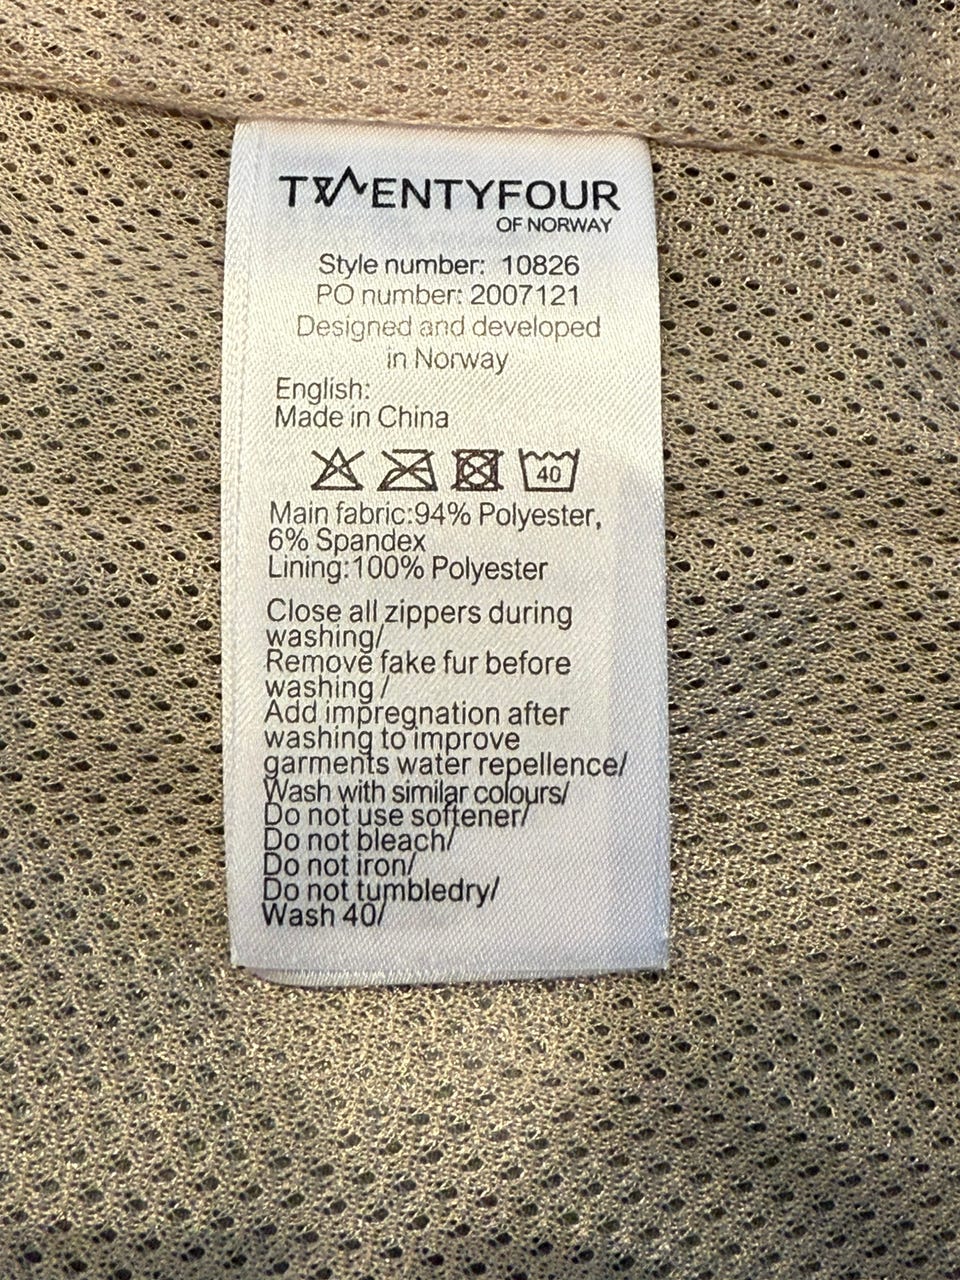 TWENTYFOUR
OF NORWAY
Style number: 10826
PO number: 2007121
Designed and developed
in Norway
English:
Made in China
40
Main fabric:94% Polyester,
6% Spandex
Lining:100% Polyester
Close all zippers during
washing/
Remove fake fur before
washing /
Add impregnation after
washing to improve
garments water repellence/
Wash with similar colours/
Do not use softener/
Do not bleach/
Do not iron/
Do not tumbledry/
Wash 40/